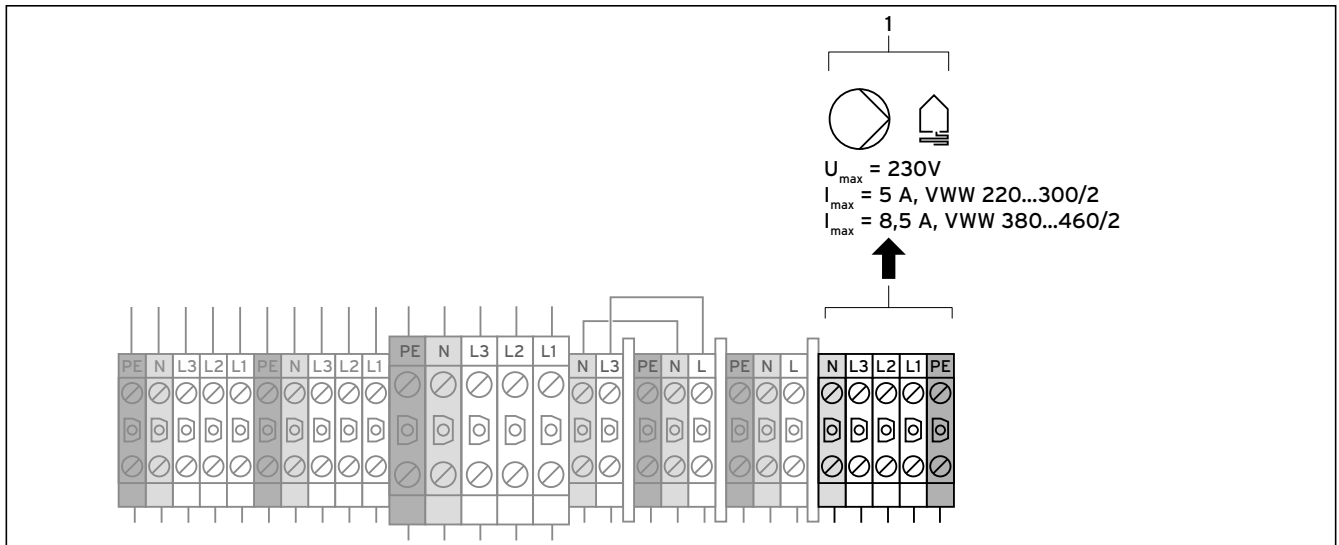 1
Umax = 230V
Imax = 5 A, VWW 220...300/2
Imax = 8,5 A, VWW 380...460/2
PE N L3 L2 L1 PE N L3 L2 L1 PE N L3 L2 L1 N L3 PE N L PE N L N L3 L2 L1 PE